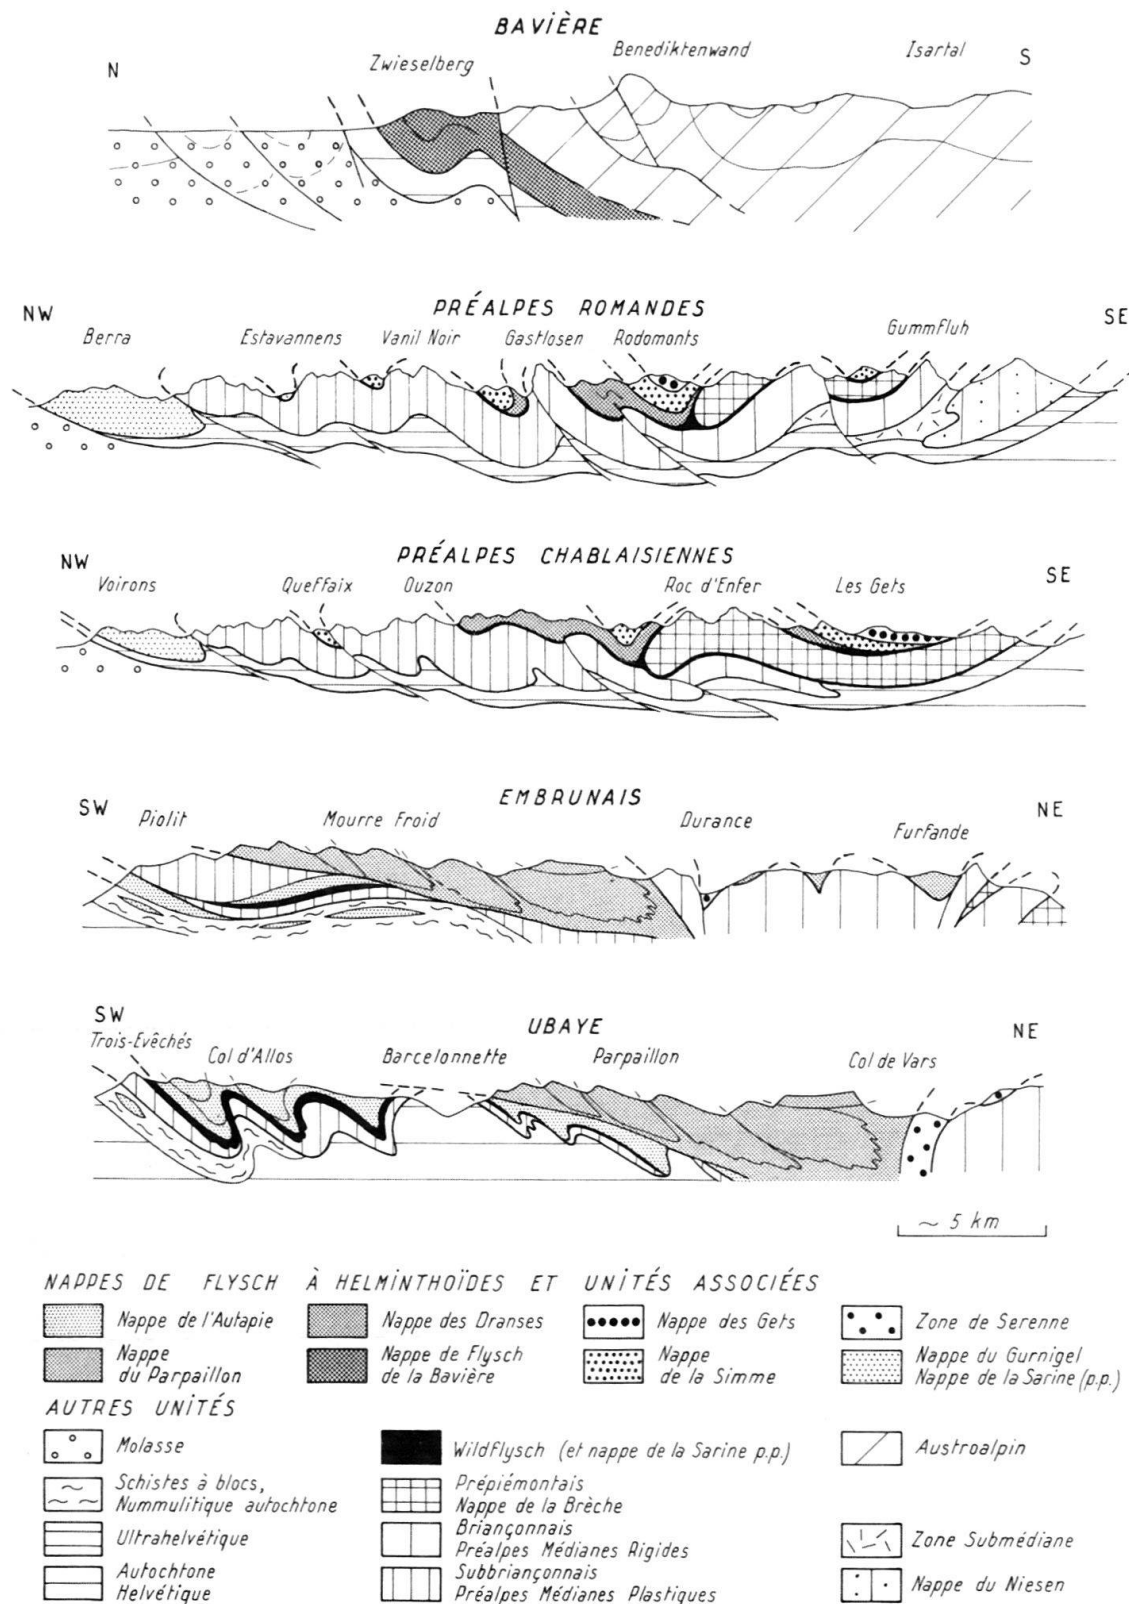 BAVIÈRE
N
Zwieselberg
Benediktenwand
Isartal
S
NW
PRÉALPES ROMANDES
SE
Berra
Estavannens
Vanil Noir
Gastlosen
Rodomonts
Gummfluh
NW
PRÉALPES CHABLAISIENNES
SE
Voirons
Queffaix
Ouzon
Roc d'Enfer
Les Gets
SW
EMBRUNAIS
NE
Piolit
Mourre Froid
Durance
Furfande
SW
UBAYE
NE
Trois-Evêchés
Col d'Allos
Barcelonnette
Parpaillon
Col de Vars
~ 5 km
NAPPES DE FLYSCH À HELMINTHOÏDES ET UNITÉS ASSOCIÉES
Nappe de l'Autapie
Nappe des Dranses
Nappe des Gets
Zone de Serenne
Nappe
du Parpaillon
Nappe de Flysch
de la Bavière
Nappe
de la Simme
Nappe du Gurnigel
Nappe de la Sarine (p.p.)
AUTRES UNITÉS
Molasse
Wildflysch (et nappe de la Sarine p.p.)
Austroalpin
Schistes à blocs,
Nummulitique autochtone
Prépiémontais
Nappe de la Brèche
Ultrahelvétique
Briançonnais
Préalpes Médianes Rigides
Zone Submédiane
Autochtone
Helvétique
Subbriançonnais
Préalpes Médianes Plastiques
Nappe du Niesen